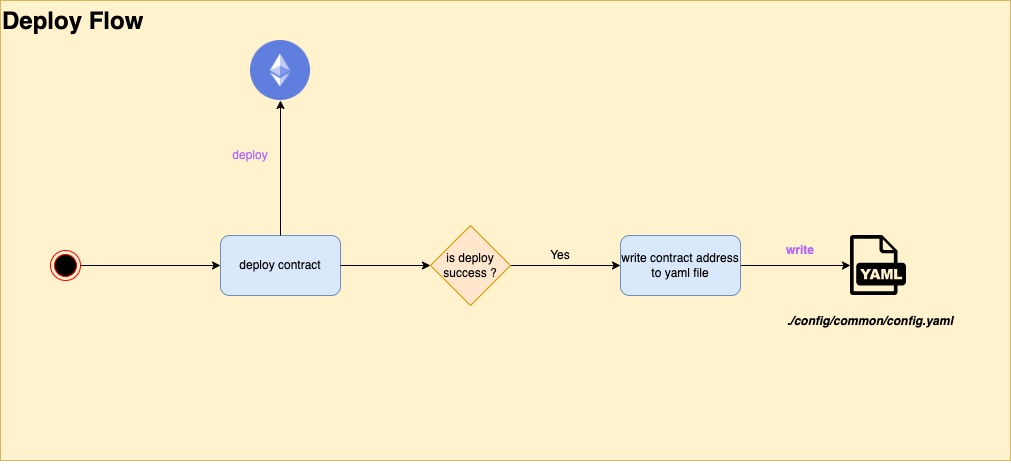 Deploy Flow
deploy
deploy contract
is deploy
success ?
Yes
write contract address
to yaml file
write
YAML
./config/common/config.yaml